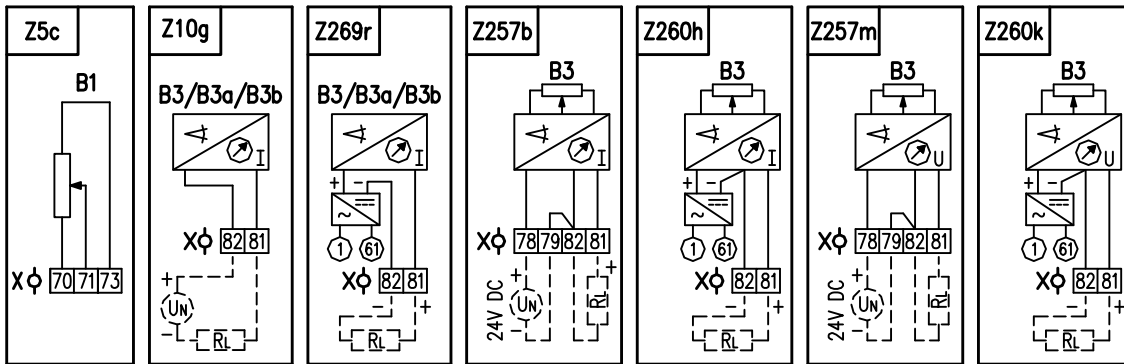 Z5c
B1
X 70 71 73
Z10g
B3/B3a/B3b
I
X 82 81
+
UN
-
RL
Z269r
B3/B3a/B3b
I
+ -
~
1 61
X 82 81
- +
RL
Z257b
B3
I
X 78 79 82 81
+ +
24V DC UN RL
-
Z260h
B3
I
+ -
~
1 61
X 82 81
- +
RL
Z257m
B3
U
X 78 79 82 81
+ +
24V DC UN RL
-
Z260k
B3
U
+ -
~
1 61
X 82 81
- +
RL